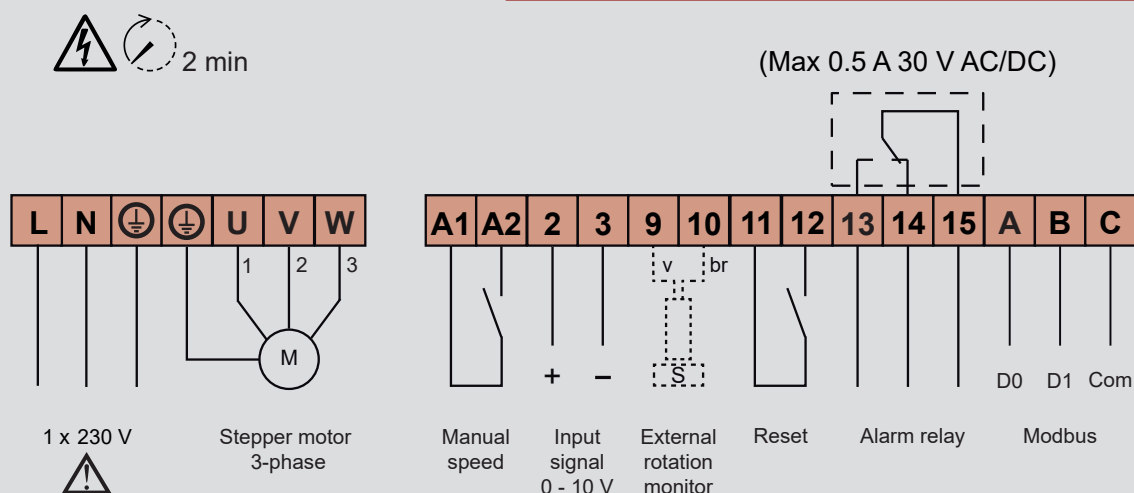 2 min
(Max 0.5 A 30 V AC/DC)
L N U V W A1 A2 2 3 9 10 11 12 13 14 15 A B C
1 2 3 v br
M
+ – S D0 D1 Com
1 x 230 V Stepper motor Manual Input External Reset Alarm relay Modbus
3-phase speed signal rotation
0 - 10 V monitor